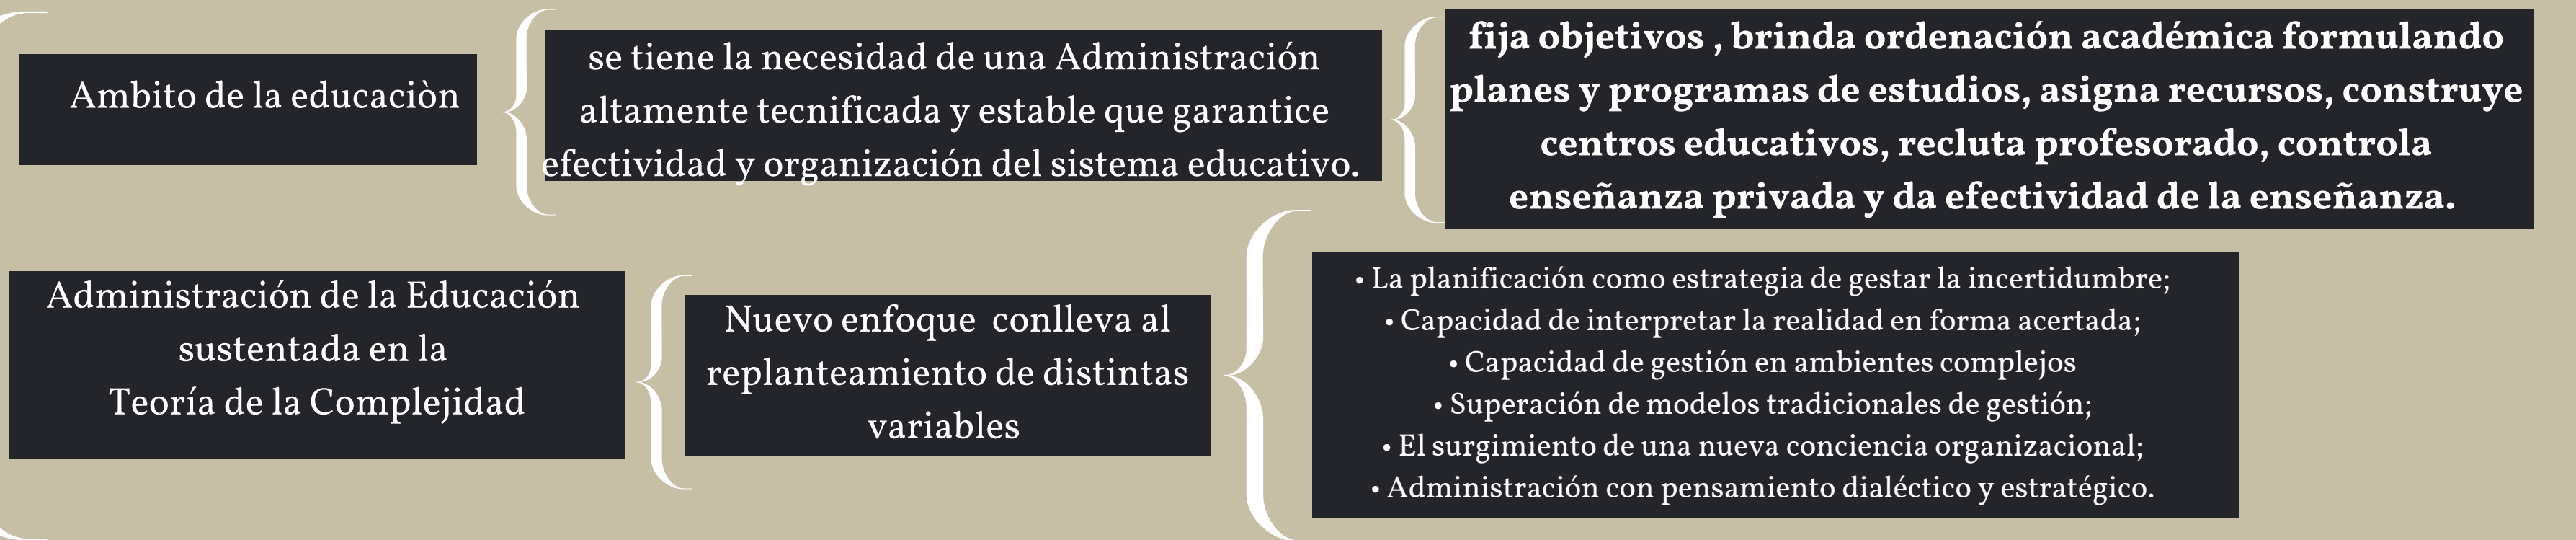 Ambito de la educaciòn
se tiene la necesidad de una Administración
altamente tecnificada y estable que garantice
efectividad y organización del sistema educativo.
fija objetivos , brinda ordenación académica formulando
planes y programas de estudios, asigna recursos, construye
centros educativos, recluta profesorado, controla
enseñanza privada y da efectividad de la enseñanza.
Administración de la Educación
sustentada en la
Teoría de la Complejidad
Nuevo enfoque  conlleva al
replanteamiento de distintas
variables
• La planificación como estrategia de gestar la incertidumbre;
• Capacidad de interpretar la realidad en forma acertada;
• Capacidad de gestión en ambientes complejos
• Superación de modelos tradicionales de gestión;
• El surgimiento de una nueva conciencia organizacional;
• Administración con pensamiento dialéctico y estratégico.